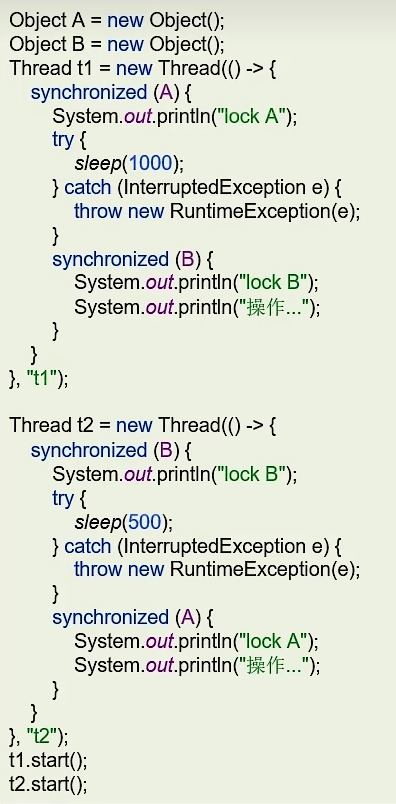 Object A = new Object();
Object B = new Object();
Thread t1 = new Thread(() -> {
    synchronized (A) {
        System.out.println("lock A");
        try {
            sleep(1000);
        } catch (InterruptedException e) {
            throw new RuntimeException(e);
        }
        synchronized (B) {
            System.out.println("lock B");
            System.out.println("操作...");
        }
    }
}, "t1");

Thread t2 = new Thread(() -> {
    synchronized (B) {
        System.out.println("lock B");
        try {
            sleep(500);
        } catch (InterruptedException e) {
            throw new RuntimeException(e);
        }
        synchronized (A) {
            System.out.println("lock A");
            System.out.println("操作...");
        }
    }
}, "t2");
t1.start();
t2.start();